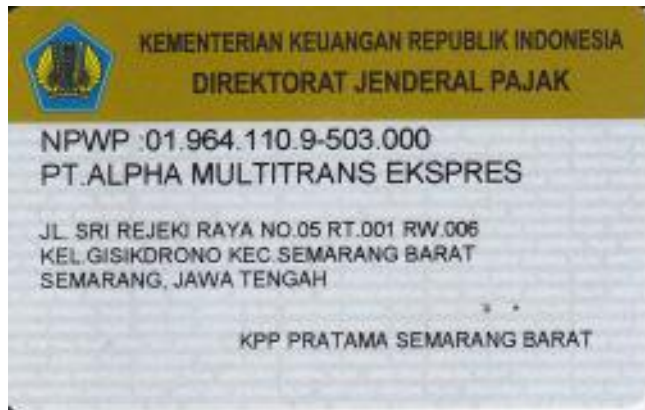 KEMENTERIAN KEUANGAN REPUBLIK INDONESIA
DIREKTORAT JENDERAL PAJAK
NPWP :01.964.110.9-503.000
PT.ALPHA MULTITRANS EKSPRES
JL. SRI REJEKI RAYA NO.05 RT.001 RW.006
KEL.GISIKDRONO KEC.SEMARANG BARAT
SEMARANG, JAWA TENGAH
KPP PRATAMA SEMARANG BARAT